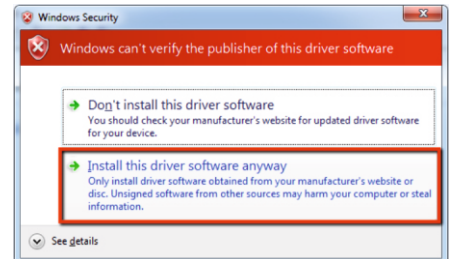 Windows Security
Windows can't verify the publisher of this driver software
Don't install this driver software
You should check your manufacturer's website for updated driver software
for your device.
Install this driver software anyway
Only install driver software obtained from your manufacturer's website or
disc. Unsigned software from other sources may harm your computer or steal
information.
See details